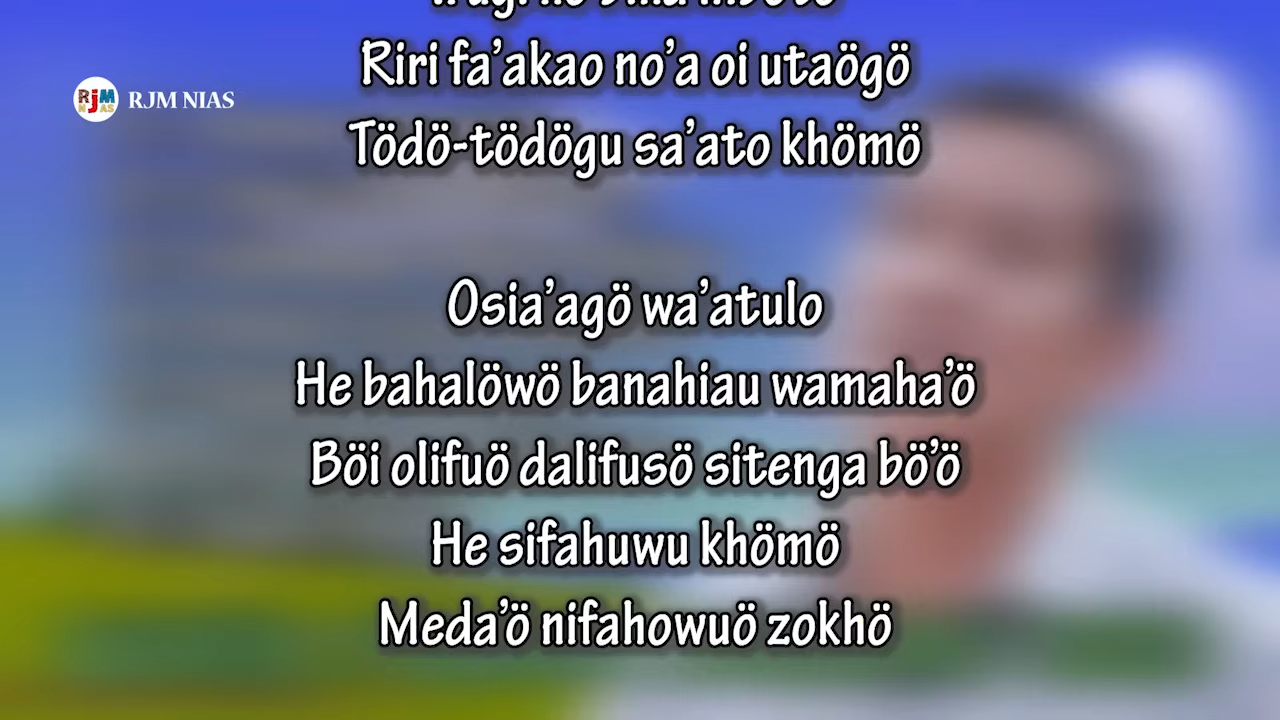 Riri fa’akao no’a oi utaögö
RJM NIAS
Tödö-tödögu sa’ato khömö
Osia’agö wa’atulo
He bahalöwö banahiau wamaha’ö
Böi olifuö dalifusö sitenga bö’ö
He sifahuwu khömö
Meda’ö nifahowuö zokhö